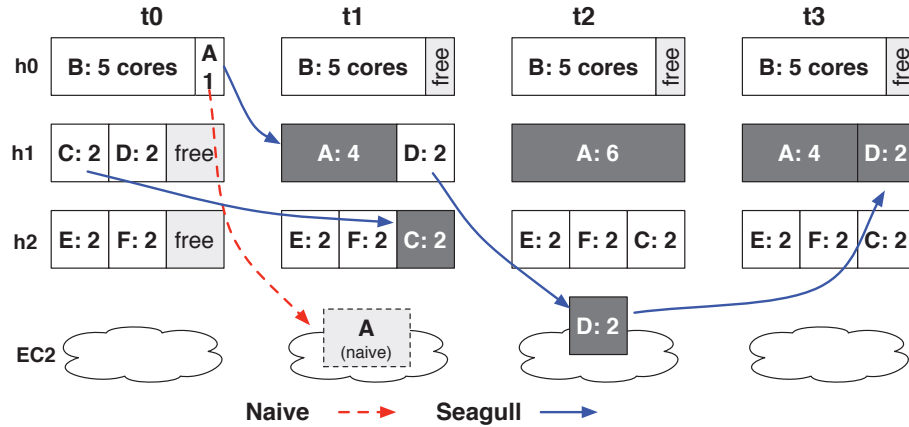 t0 t1 t2 t3
h0 B: 5 cores A 1 B: 5 cores free B: 5 cores free B: 5 cores free
h1 C: 2 D: 2 free A: 4 D: 2 A: 6 A: 4 D: 2
h2 E: 2 F: 2 free E: 2 F: 2 C: 2 E: 2 F: 2 C: 2 E: 2 F: 2 C: 2
EC2 A (naive) D: 2
Naive Seagull